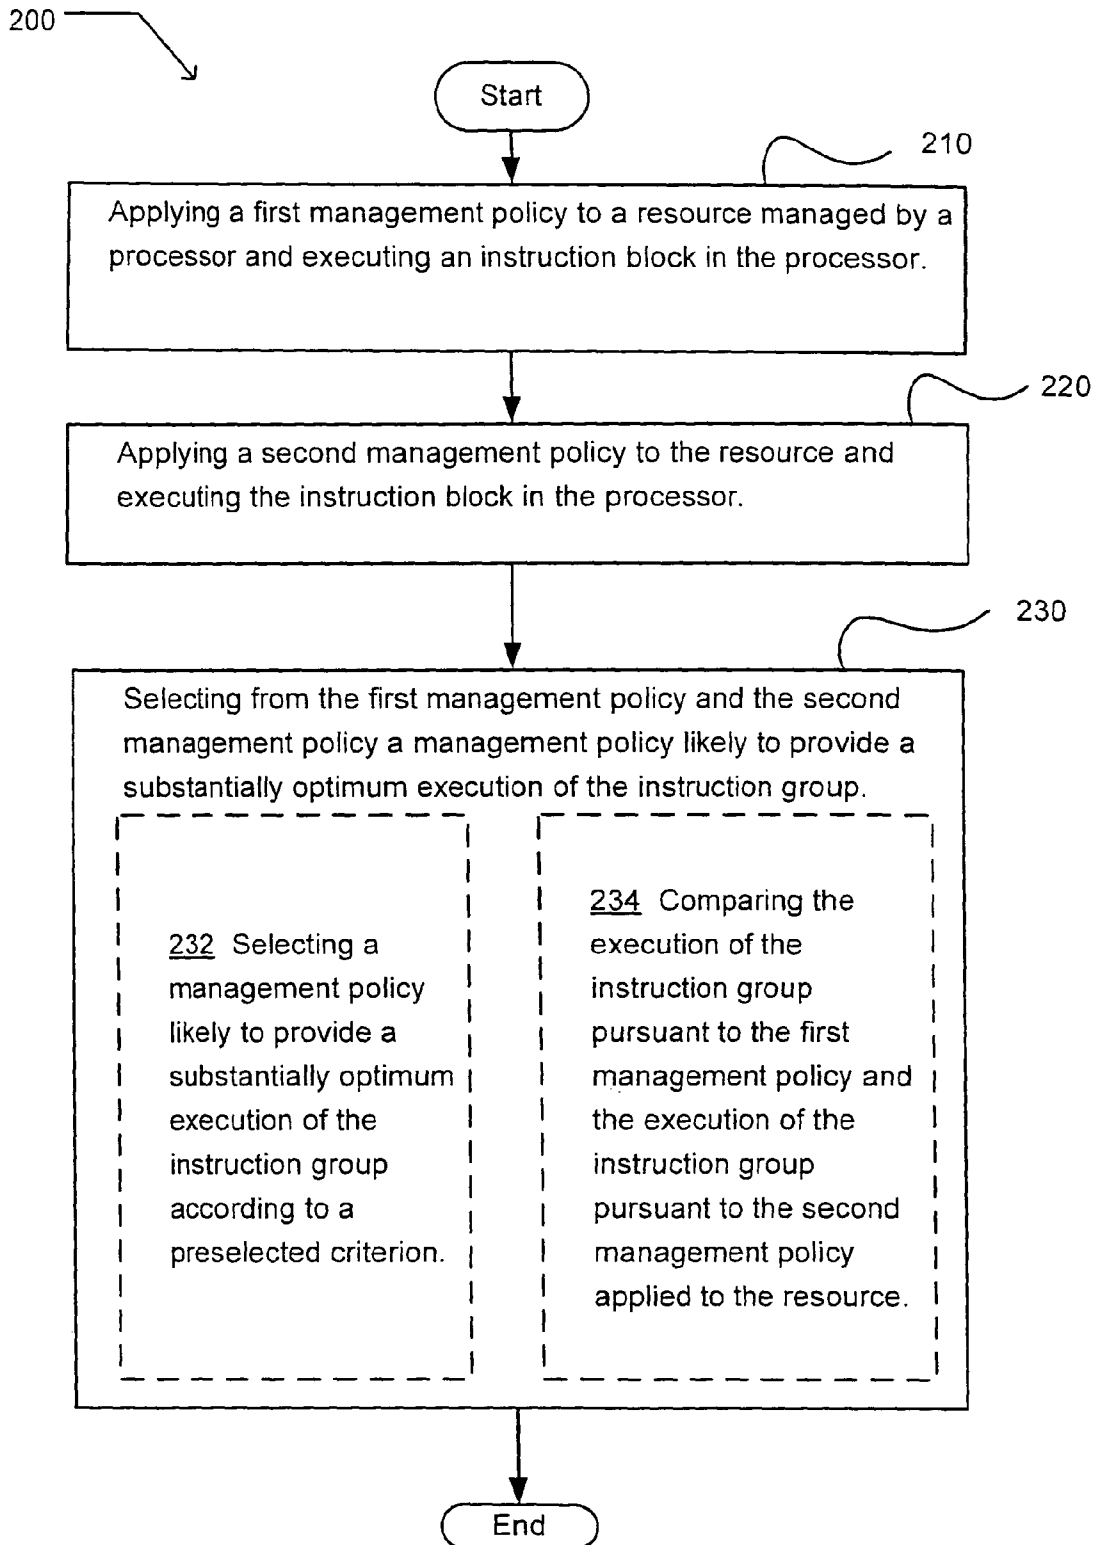 200
Start
210
Applying a first management policy to a resource managed by a
processor and executing an instruction block in the processor.
220
Applying a second management policy to the resource and
executing the instruction block in the processor.
230
Selecting from the first management policy and the second
management policy a management policy likely to provide a
substantially optimum execution of the instruction group.
232 Selecting a
management policy
likely to provide a
substantially optimum
execution of the
instruction group
according to a
preselected criterion.
234 Comparing the
execution of the
instruction group
pursuant to the first
management policy and
the execution of the
instruction group
pursuant to the second
management policy
applied to the resource.
End